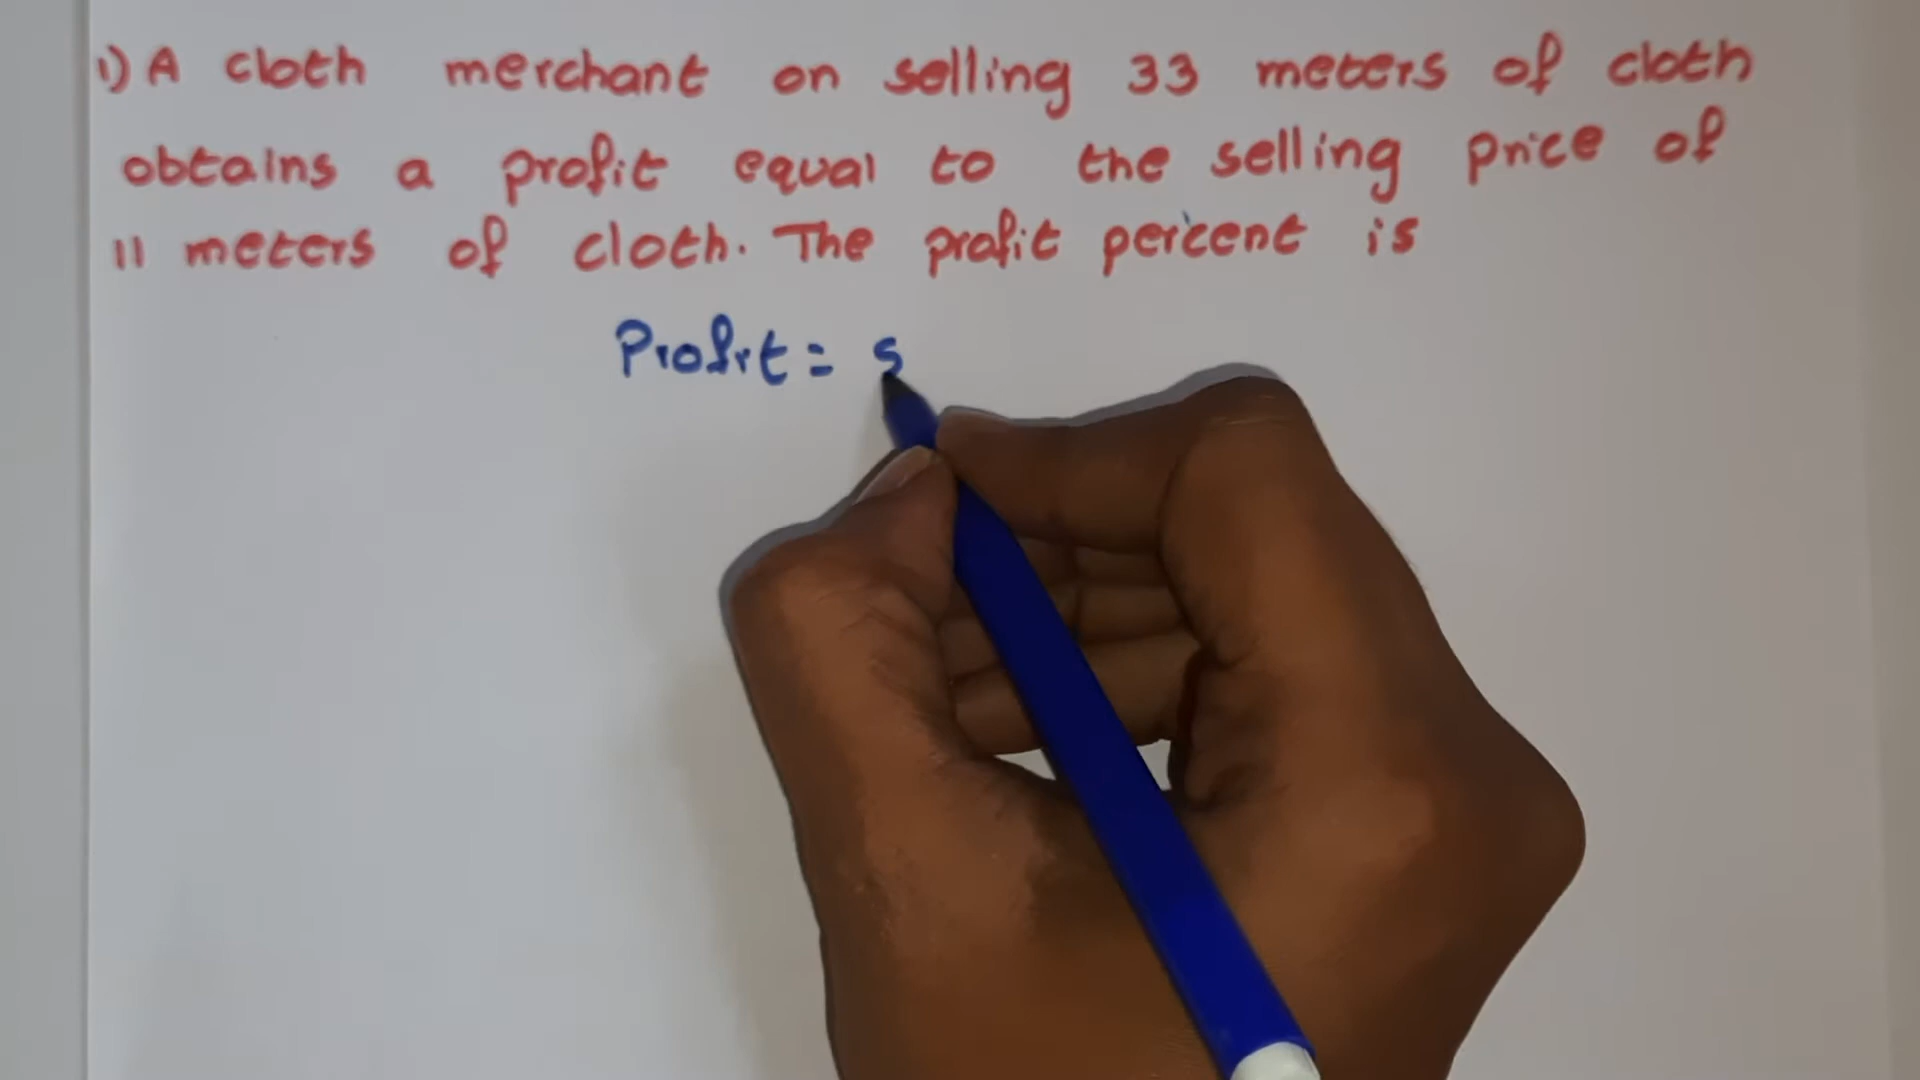 1) A cloth merchant on selling 33 meters of cloth
obtains a profit equal to the selling price of
11 meters of cloth. The profit percent is
Profit = S